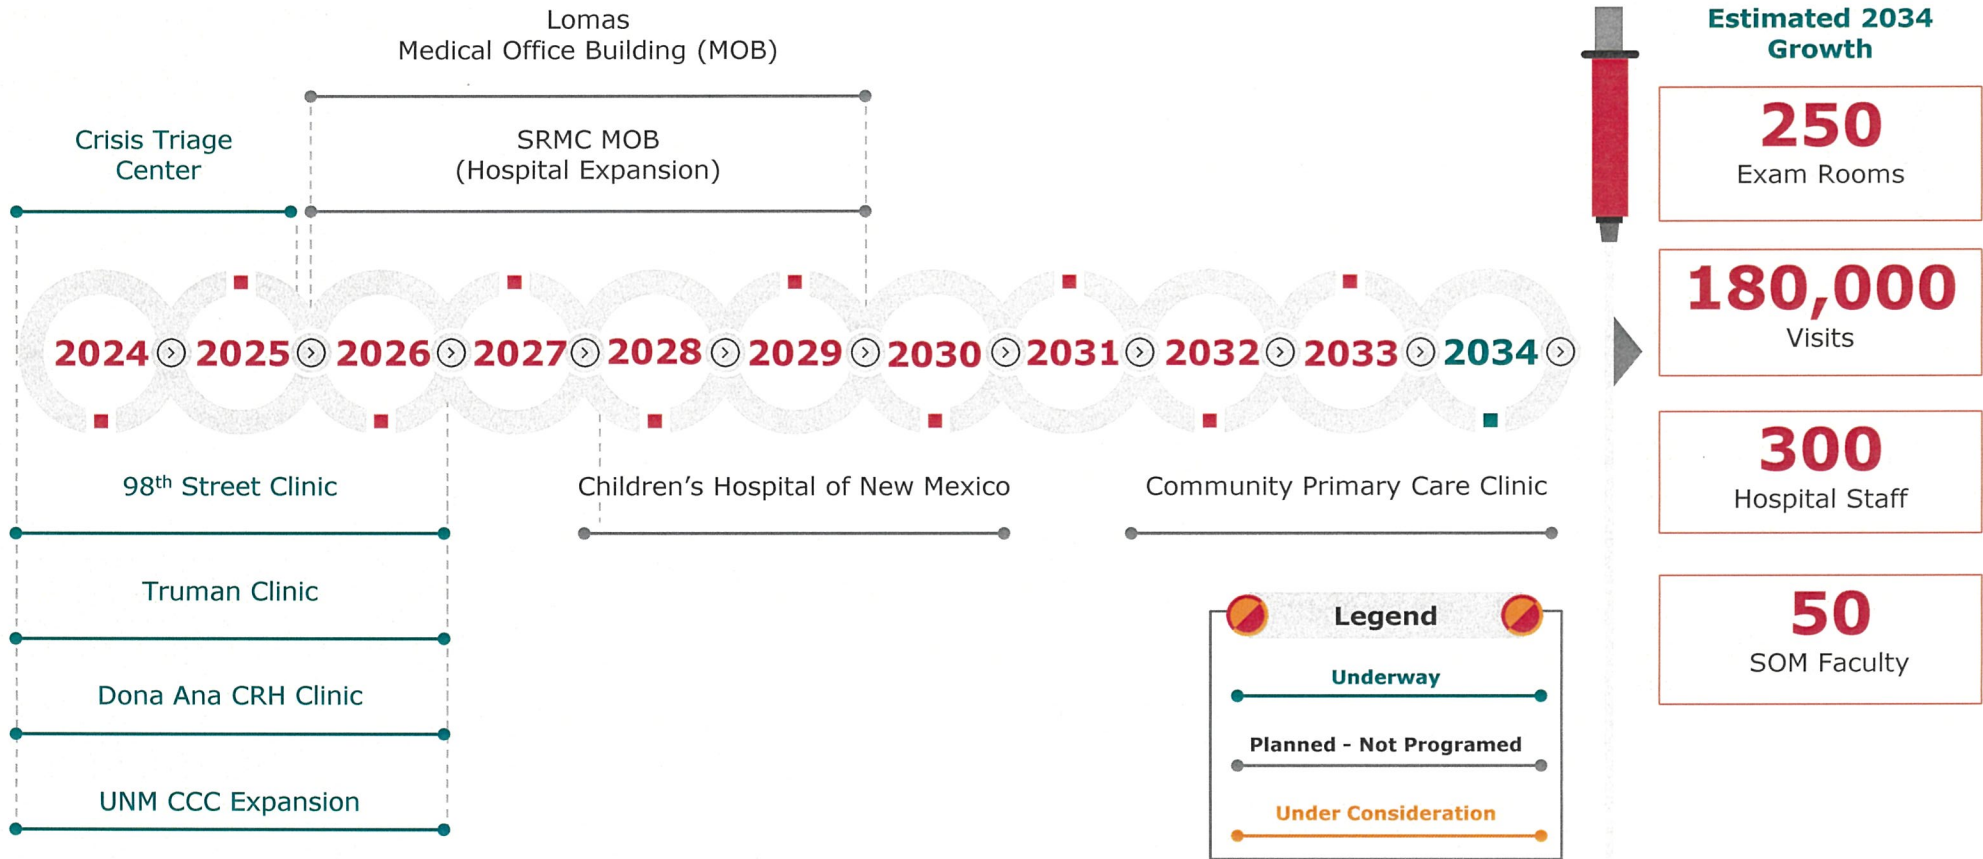 Lomas
Medical Office Building (MOB)
Crisis Triage
Center
SRMC MOB
(Hospital Expansion)
2024
2025
2026
2027
2028
2029
2030
2031
2032
2033
2034
98th Street Clinic
Truman Clinic
Dona Ana CRH Clinic
UNM CCC Expansion
Children's Hospital of New Mexico
Community Primary Care Clinic
Legend
Underway
Planned - Not Programed
Under Consideration
Estimated 2034
Growth
250
Exam Rooms
180,000
Visits
300
Hospital Staff
50
SOM Faculty